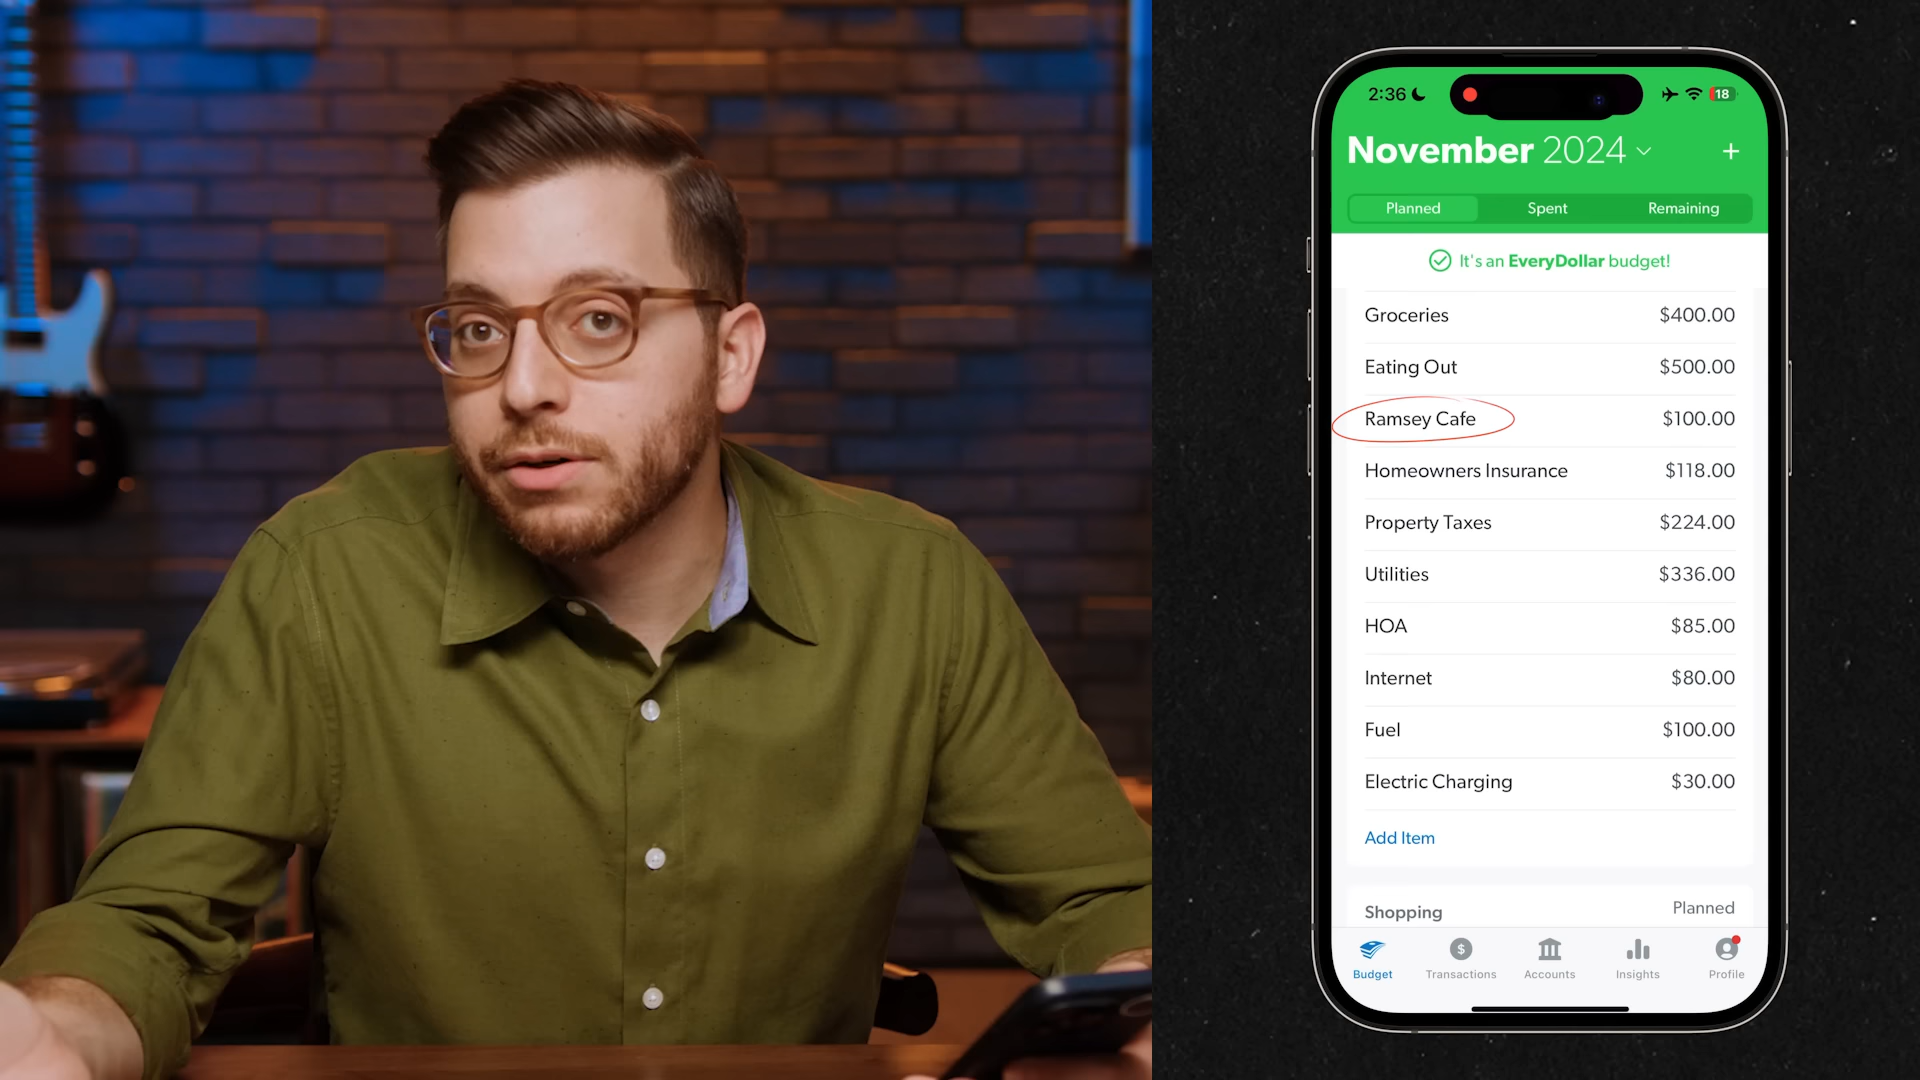 2:36
18
November 2024
+
Planned Spent Remaining
It's an EveryDollar budget!
Groceries $400.00
Eating Out $500.00
Ramsey Cafe $100.00
Homeowners Insurance $118.00
Property Taxes $224.00
Utilities $336.00
HOA $85.00
Internet $80.00
Fuel $100.00
Electric Charging $30.00
Add Item
Shopping Planned
Budget Transactions Accounts Insights Profile